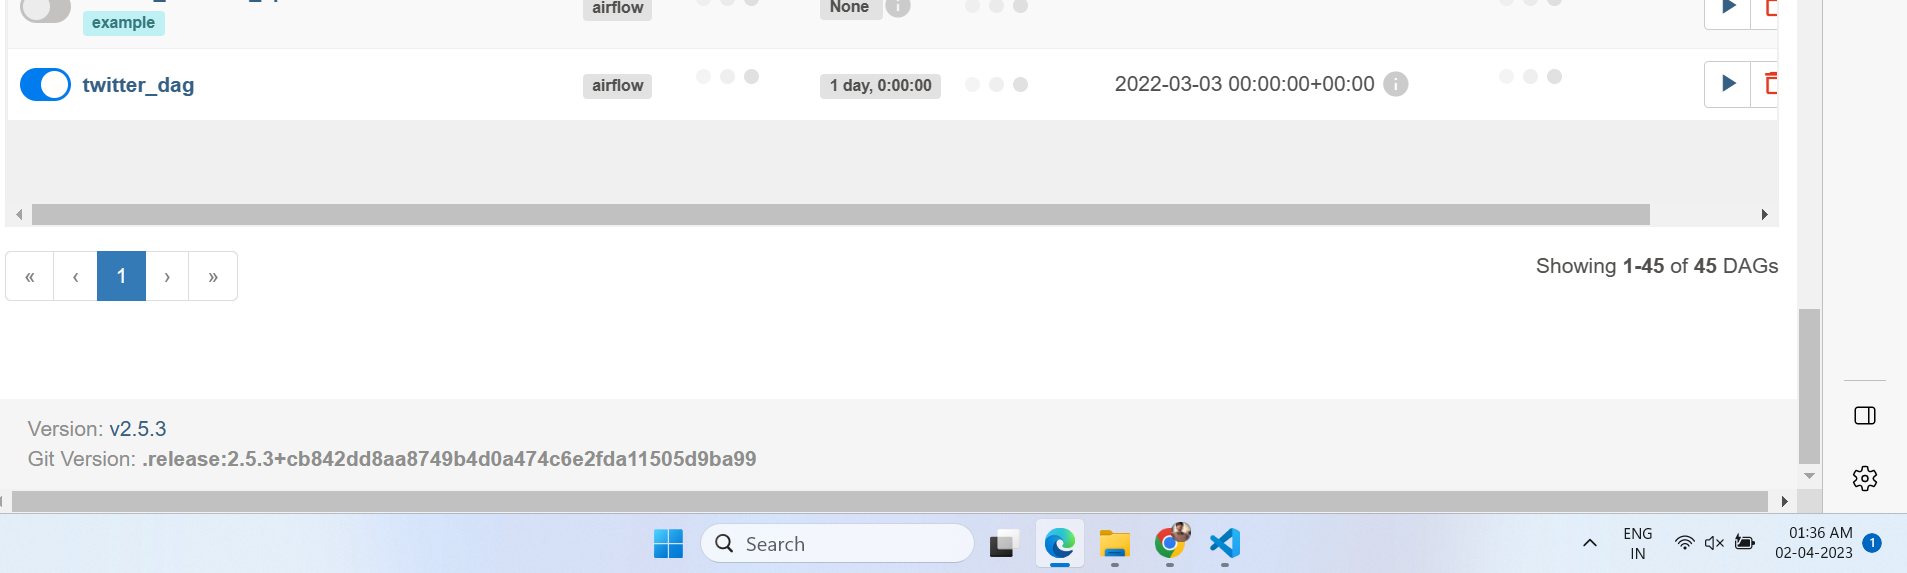 airflow
None
example
twitter_dag
airflow
1 day, 0:00:00
2022-03-03 00:00:00+00:00
« ‹ 1 › »
Showing 1-45 of 45 DAGs
Version: v2.5.3
Git Version: .release:2.5.3+cb842dd8aa8749b4d0a474c6e2fda11505d9ba99
Search
ENG
IN
01:36 AM
02-04-2023
1